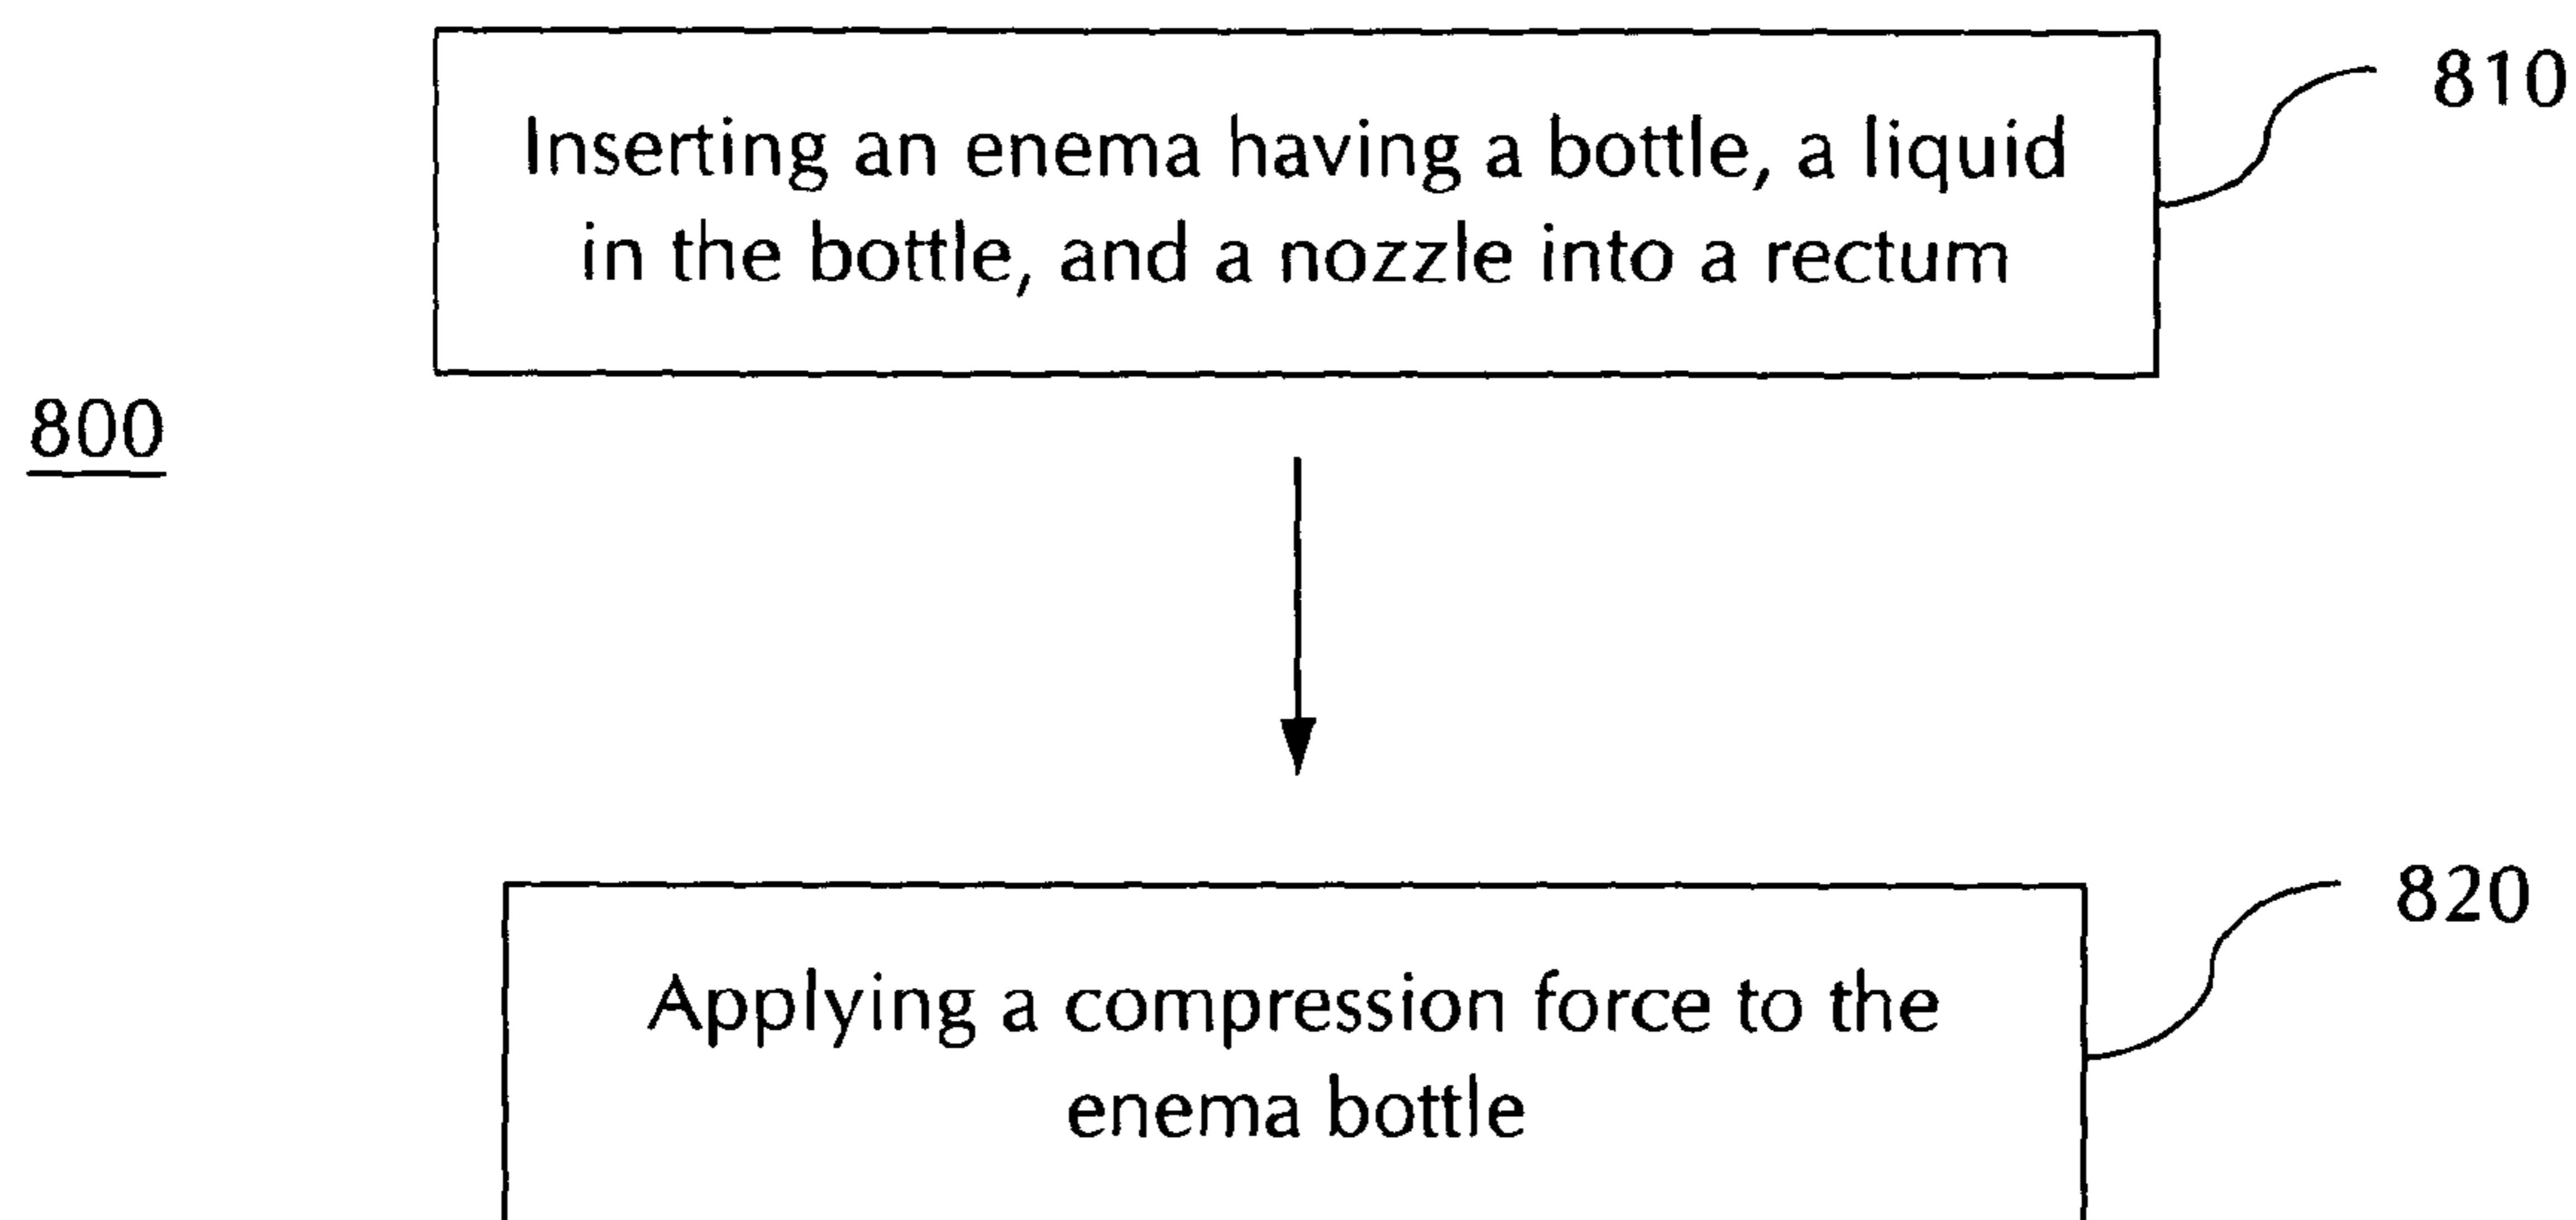 810
Inserting an enema having a bottle, a liquid
in the bottle, and a nozzle into a rectum
800
820
Applying a compression force to the
enema bottle